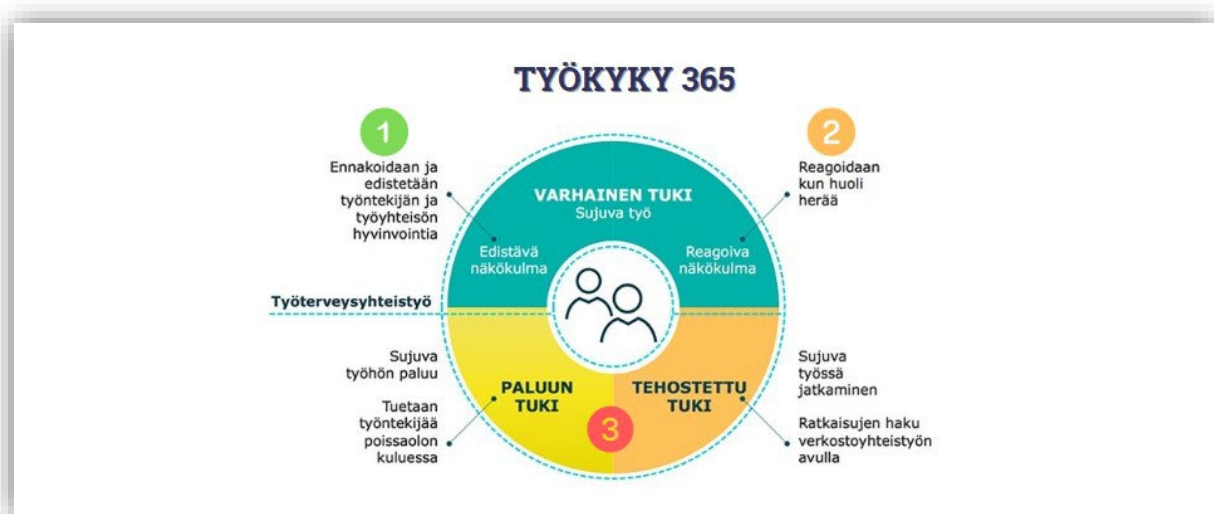 TYÖKYKY 365
1
Ennakoidaan ja
edistetään
työntekijän ja
työyhteisön
hyvinvointia
2
Reagoidaan
kun huoli
herää
VARHAINEN TUKI
Sujuva työ
Edistävä
näkökulma
Reagoiva
näkökulma
Työterveysyhteistyö
Sujuva
työhön paluu
Tuetaan
työntekijää
poissaolon
kuluessa
PALUUN
TUKI
3
TEHOSTETTU
TUKI
Sujuva
työssä
jatkaminen
Ratkaisujen haku
verkostoyhteistyön
avulla